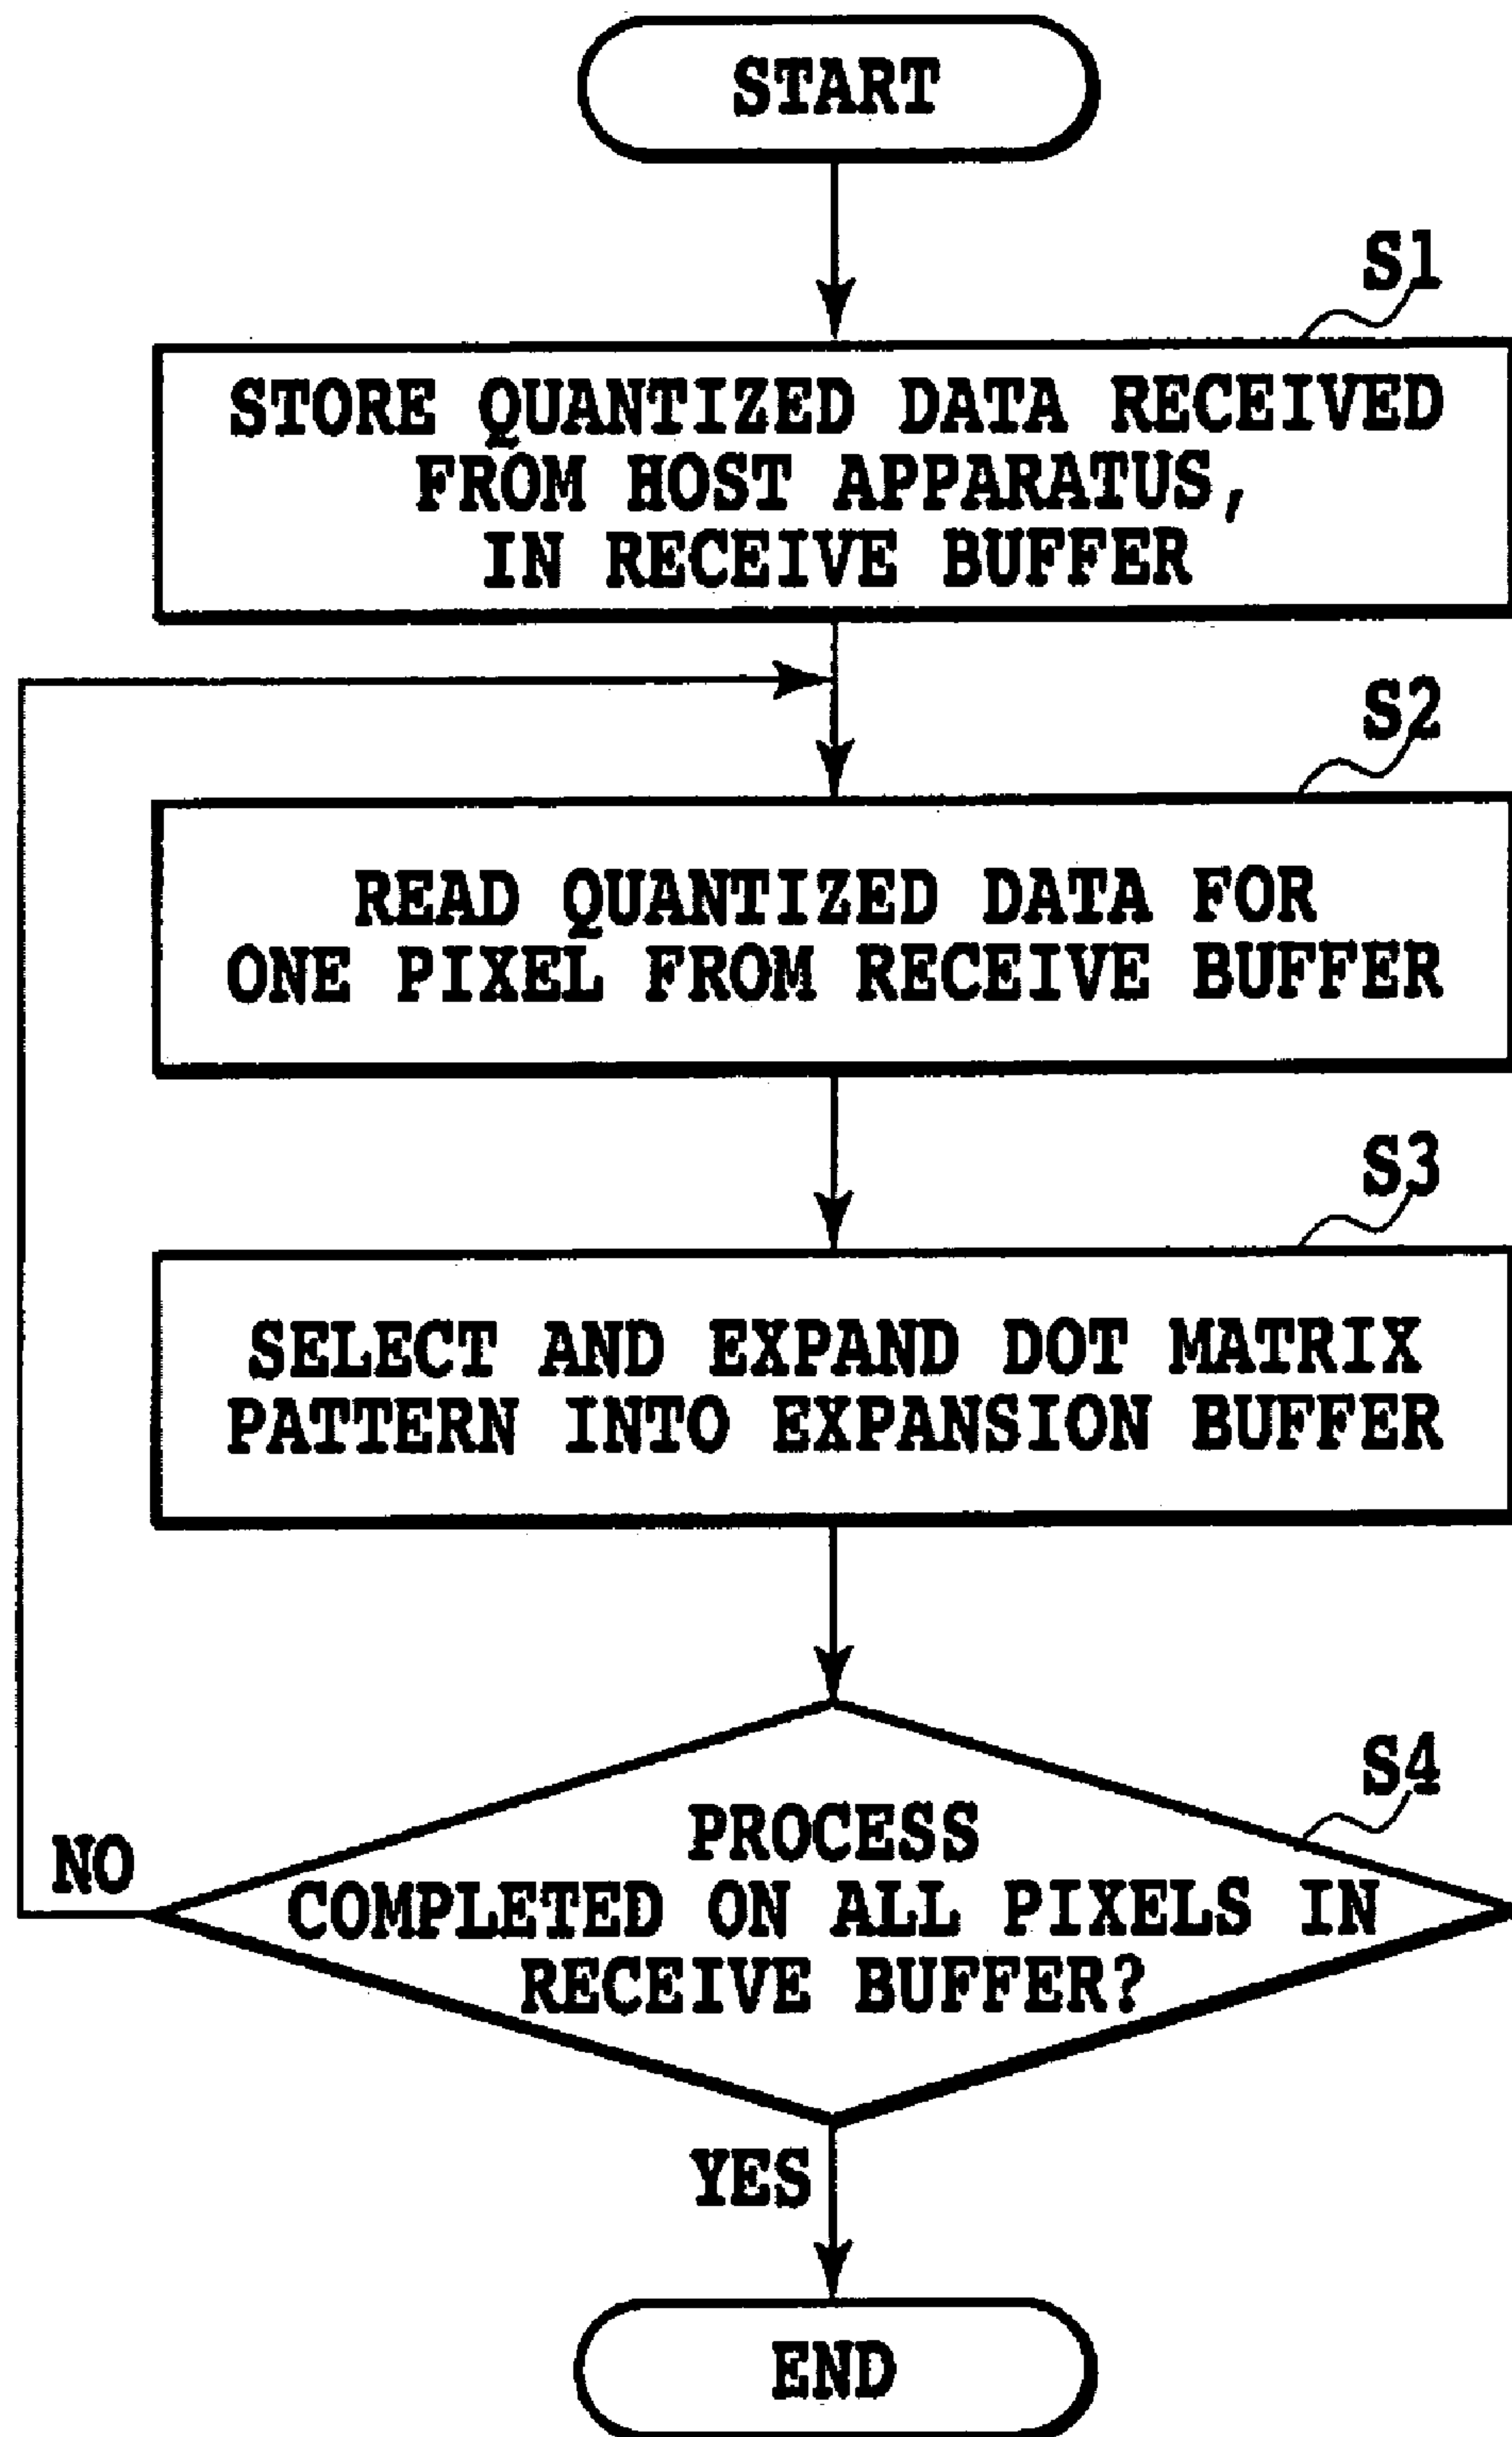 START
S1
STORE QUANTIZED DATA RECEIVED
FROM HOST APPARATUS,
IN RECEIVE BUFFER
S2
READ QUANTIZED DATA FOR
ONE PIXEL FROM RECEIVE BUFFER
S3
SELECT AND EXPAND DOT MATRIX
PATTERN INTO EXPANSION BUFFER
S4
PROCESS
COMPLETED ON ALL PIXELS IN
RECEIVE BUFFER?
NO
YES
END